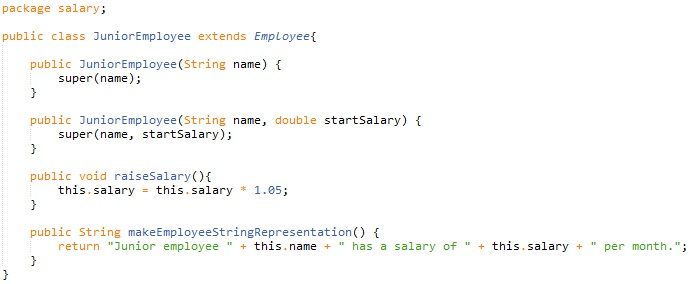 package salary;
public class JuniorEmployee extends Employee{
public JuniorEmployee(String name) {
super(name);
}
public JuniorEmployee(String name, double startSalary) {
super(name, startSalary);
}
public void raiseSalary(){
this.salary = this.salary * 1.05;
}
public String makeEmployeeStringRepresentation() {
return "Junior employee " + this.name + " has a salary of " + this.salary + " per month.";
}
}